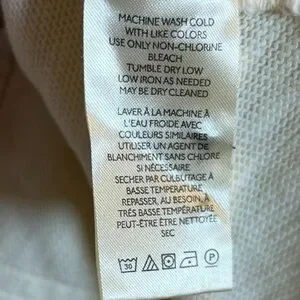 MACHINE WASH COLD
WITH LIKE COLORS
USE ONLY NON-CHLORINE
BLEACH
TUMBLE DRY LOW
LOW IRON AS NEEDED
MAY BE DRY CLEANED
LAVER À LA MACHINE À
L'EAU FROIDE AVEC
COULEURS SIMILAIRES
UTILISER UN AGENT DE
BLANCHIMENT SANS CHLORE
SI NÉCESSAIRE
SECHER PAR CULBUTAGE À
BASSE TEMPERATURE
REPASSER, AU BESOIN, À
TRÈS BASSE TEMPÉRATURE
PEUT-ÊTRE ÊTRE NETTOYÉE
SEC
30 P